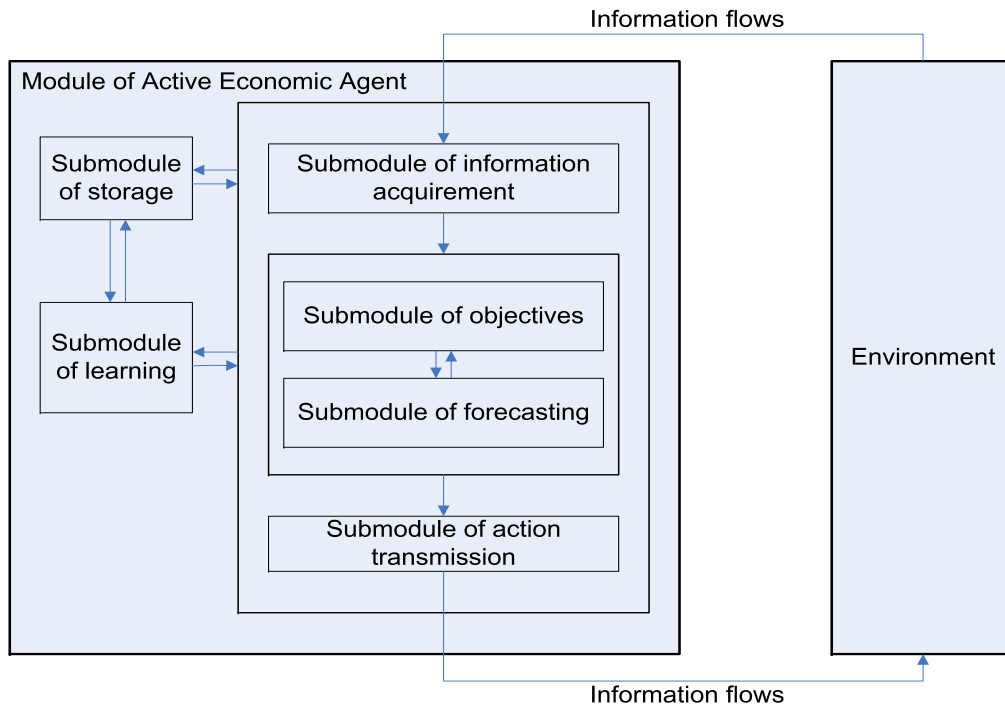 Information flows
Module of Active Economic Agent
Submodule
of storage
Submodule of information
acquirement
Submodule
of learning
Submodule of objectives
Submodule of forecasting
Environment
Submodule of action
transmission
Information flows